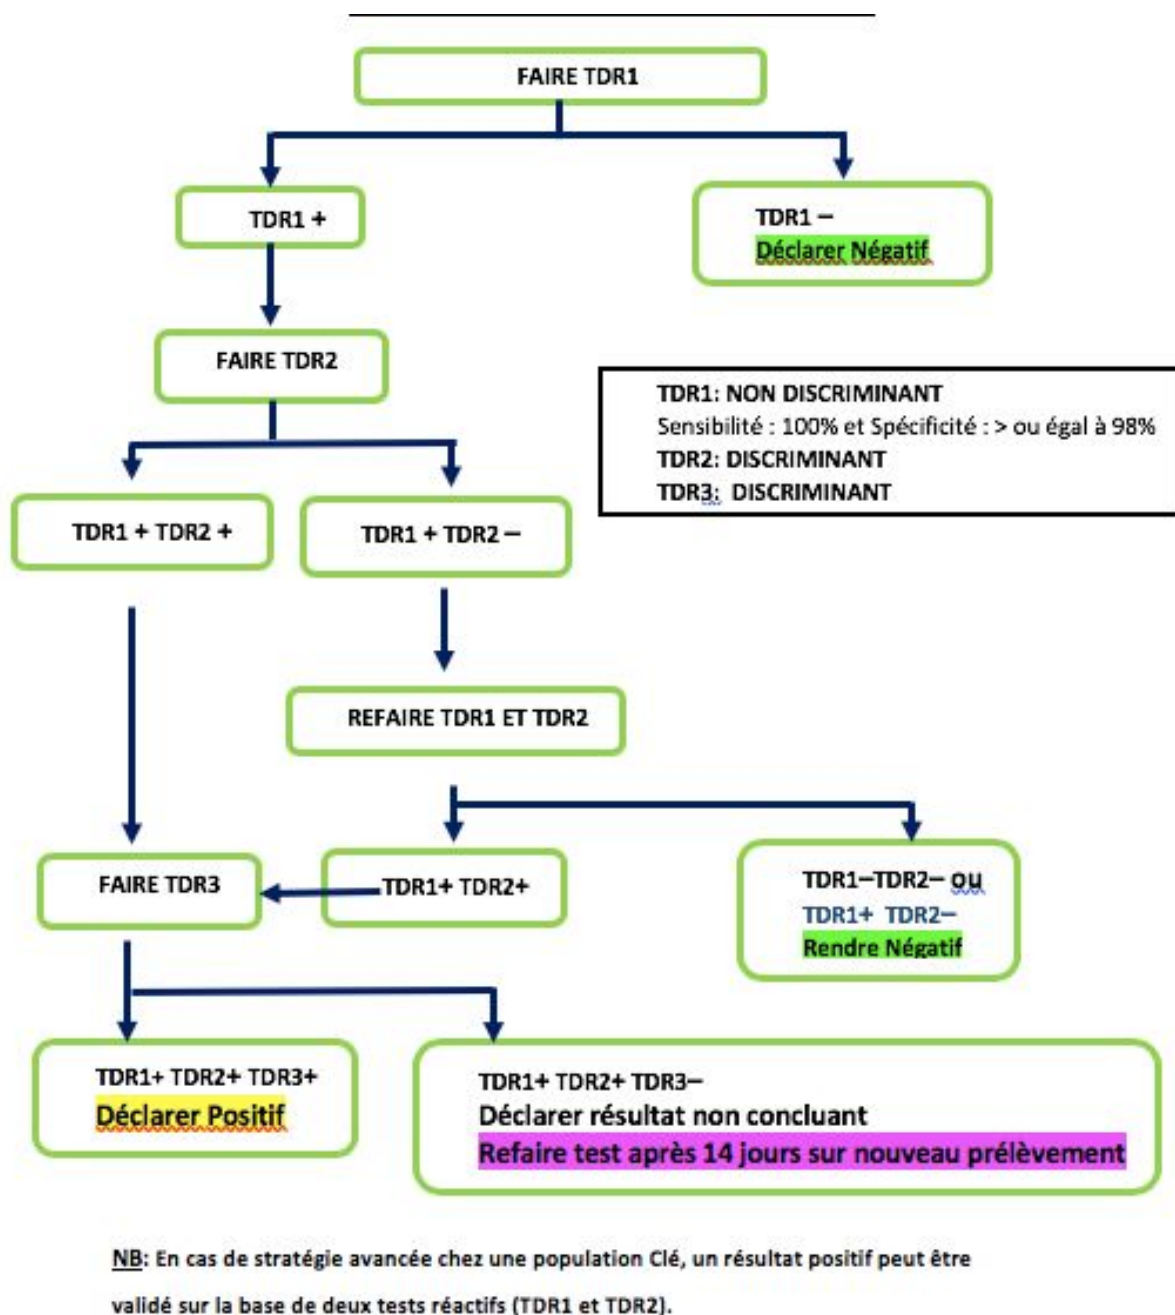 FAIRE TDR1
TDR1 +
TDR1 –
Déclarer Négatif
FAIRE TDR2
TDR1: NON DISCRIMINANT
Sensibilité : 100% et Spécificité : > ou égal à 98%
TDR2: DISCRIMINANT
TDR3: DISCRIMINANT
TDR1 + TDR2 +
TDR1 + TDR2 –
REFAIRE TDR1 ET TDR2
FAIRE TDR3
TDR1+ TDR2+
TDR1–TDR2– ou
TDR1+ TDR2–
Rendre Négatif
TDR1+ TDR2+ TDR3+
Déclarer Positif
TDR1+ TDR2+ TDR3–
Déclarer résultat non concluant
Refaire test après 14 jours sur nouveau prélèvement
NB: En cas de stratégie avancée chez une population Clé, un résultat positif peut être
validé sur la base de deux tests réactifs (TDR1 et TDR2).